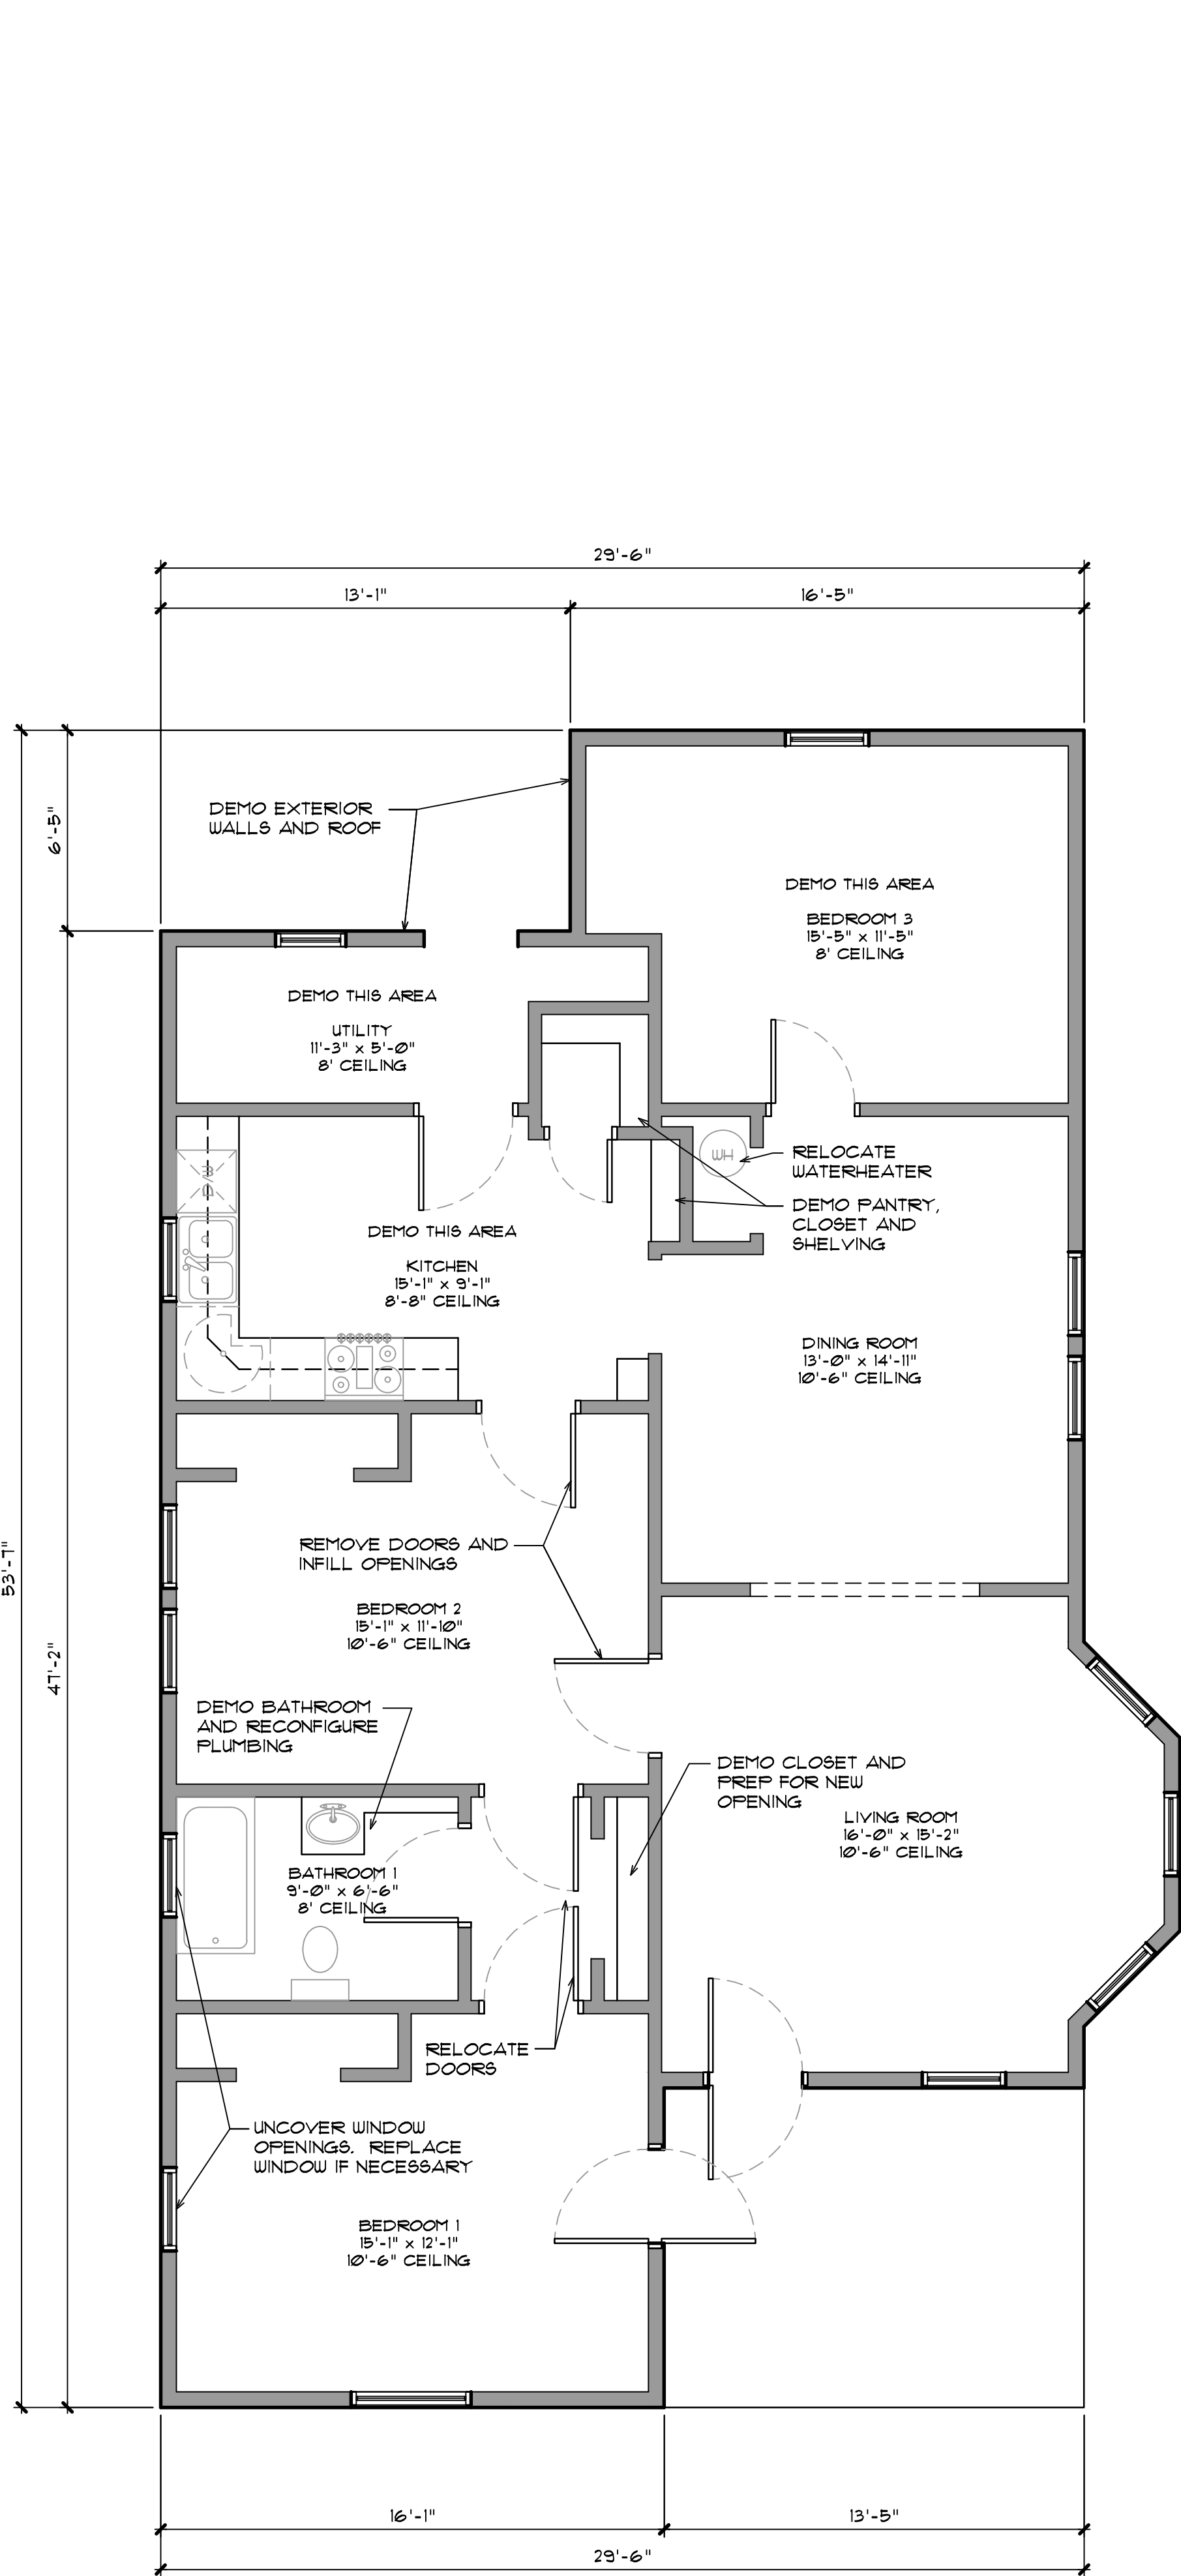 29'-6"
13'-1"
16'-5"
6'-5"
DEMO EXTERIOR
WALLS AND ROOF
DEMO THIS AREA
BEDROOM 3
15'-5" x 11'-5"
8' CEILING
DEMO THIS AREA
UTILITY
11'-3" x 5'-0"
8' CEILING
WH
RELOCATE
WATERHEATER
D/W
DEMO PANTRY,
CLOSET AND
SHELVING
DEMO THIS AREA
KITCHEN
15'-1" x 9'-1"
8'-8" CEILING
DINING ROOM
13'-0" x 14'-11"
10'-6" CEILING
53'-7"
47'-2"
REMOVE DOORS AND
INFILL OPENINGS
BEDROOM 2
15'-1" x 11'-10"
10'-6" CEILING
DEMO BATHROOM
AND RECONFIGURE
PLUMBING
DEMO CLOSET AND
PREP FOR NEW
OPENING
LIVING ROOM
16'-0" x 15'-2"
10'-6" CEILING
BATHROOM 1
9'-0" x 6'-6"
8' CEILING
RELOCATE
DOORS
UNCOVER WINDOW
OPENINGS. REPLACE
WINDOW IF NECESSARY
BEDROOM 1
15'-1" x 12'-1"
10'-6" CEILING
16'-1"
13'-5"
29'-6"